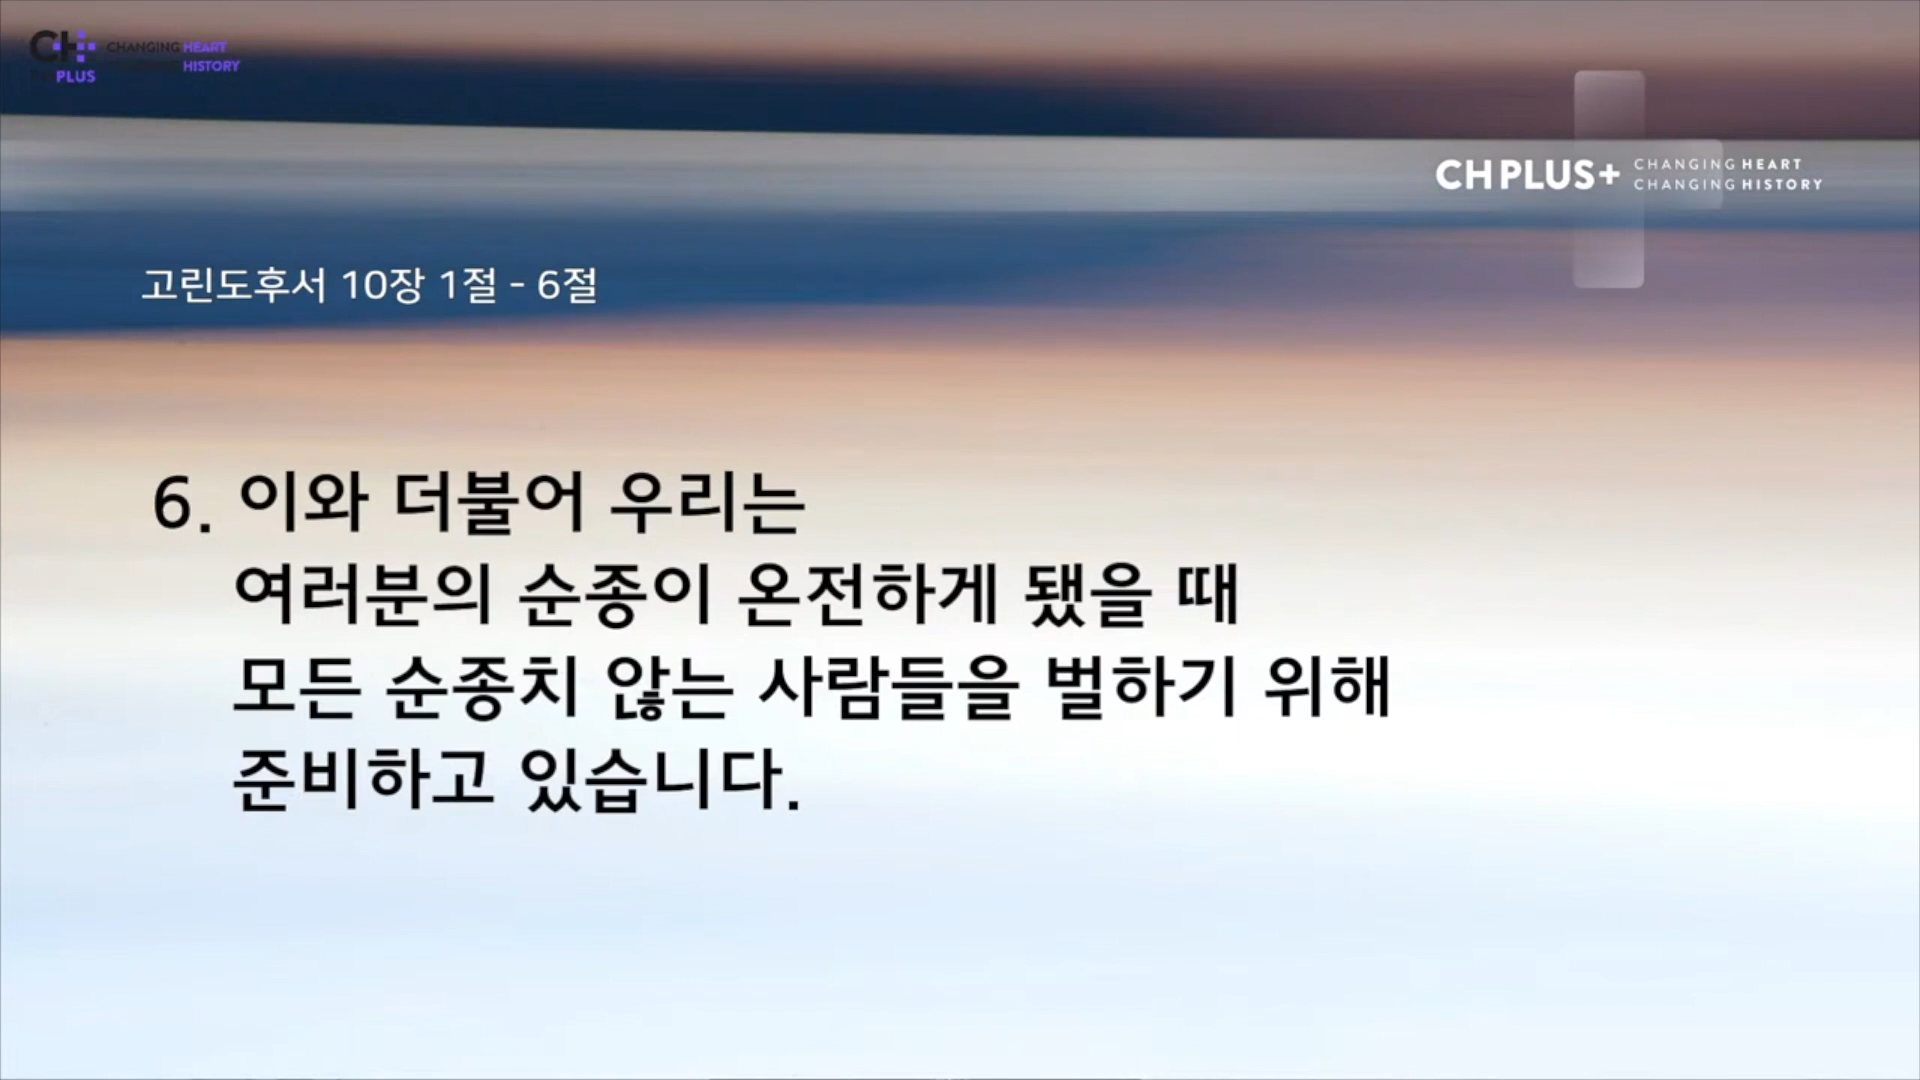 CH+ CHANGING HEART
PLUS HISTORY
CHPLUS+ CHANGING HEART
CHANGING HISTORY
고린도후서 10장 1절 - 6절
6. 이와 더불어 우리는
여러분의 순종이 온전하게 됐을 때
모든 순종치 않는 사람들을 벌하기 위해
준비하고 있습니다.